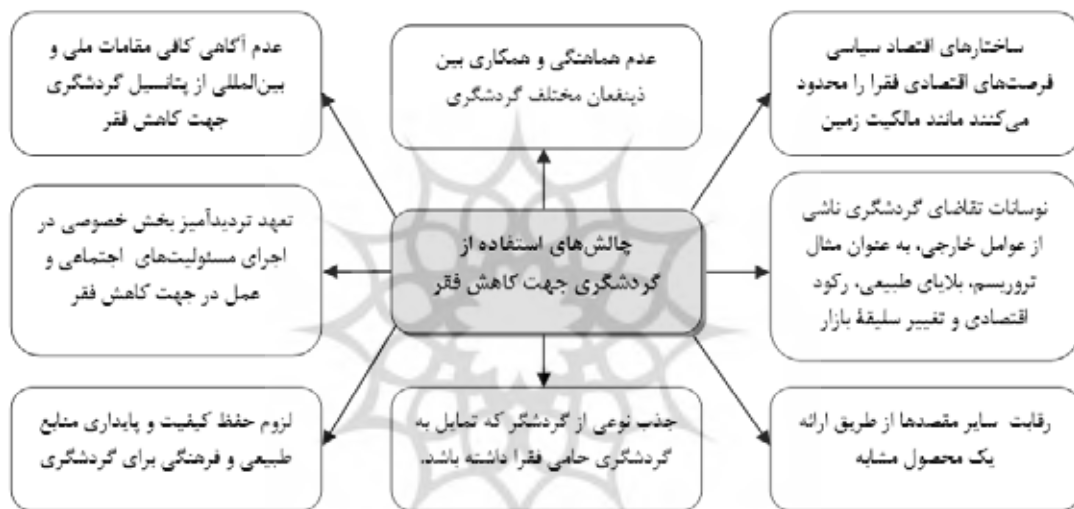 ساختارهای اقتصاد سیاسی
فرصت‌های اقتصادی فقرا را محدود
می‌کنند مانند مالکیت زمین
عدم هماهنگی و همکاری بین
ذینفعان مختلف گردشگری
عدم آگاهی کافی مقامات ملی و
بین‌المللی از پتانسیل گردشگری
جهت کاهش فقر
نوسانات تقاضای گردشگری ناشی
از عوامل خارجی، به عنوان مثال
تروریسم، بلایای طبیعی، رکود
اقتصادی و تغییر سلیقهٔ بازار
چالش‌های استفاده از
گردشگری جهت کاهش فقر
تعهد تردیدآمیز بخش خصوصی در
اجرای مسئولیت‌های اجتماعی و
عمل در جهت کاهش فقر
رقابت سایر مقصدها از طریق ارائه
یک محصول مشابه
جذب نوعی از گردشگر که تمایل به
گردشگری حامی فقرا داشته باشد.
لزوم حفظ کیفیت و پایداری منابع
طبیعی و فرهنگی برای گردشگری